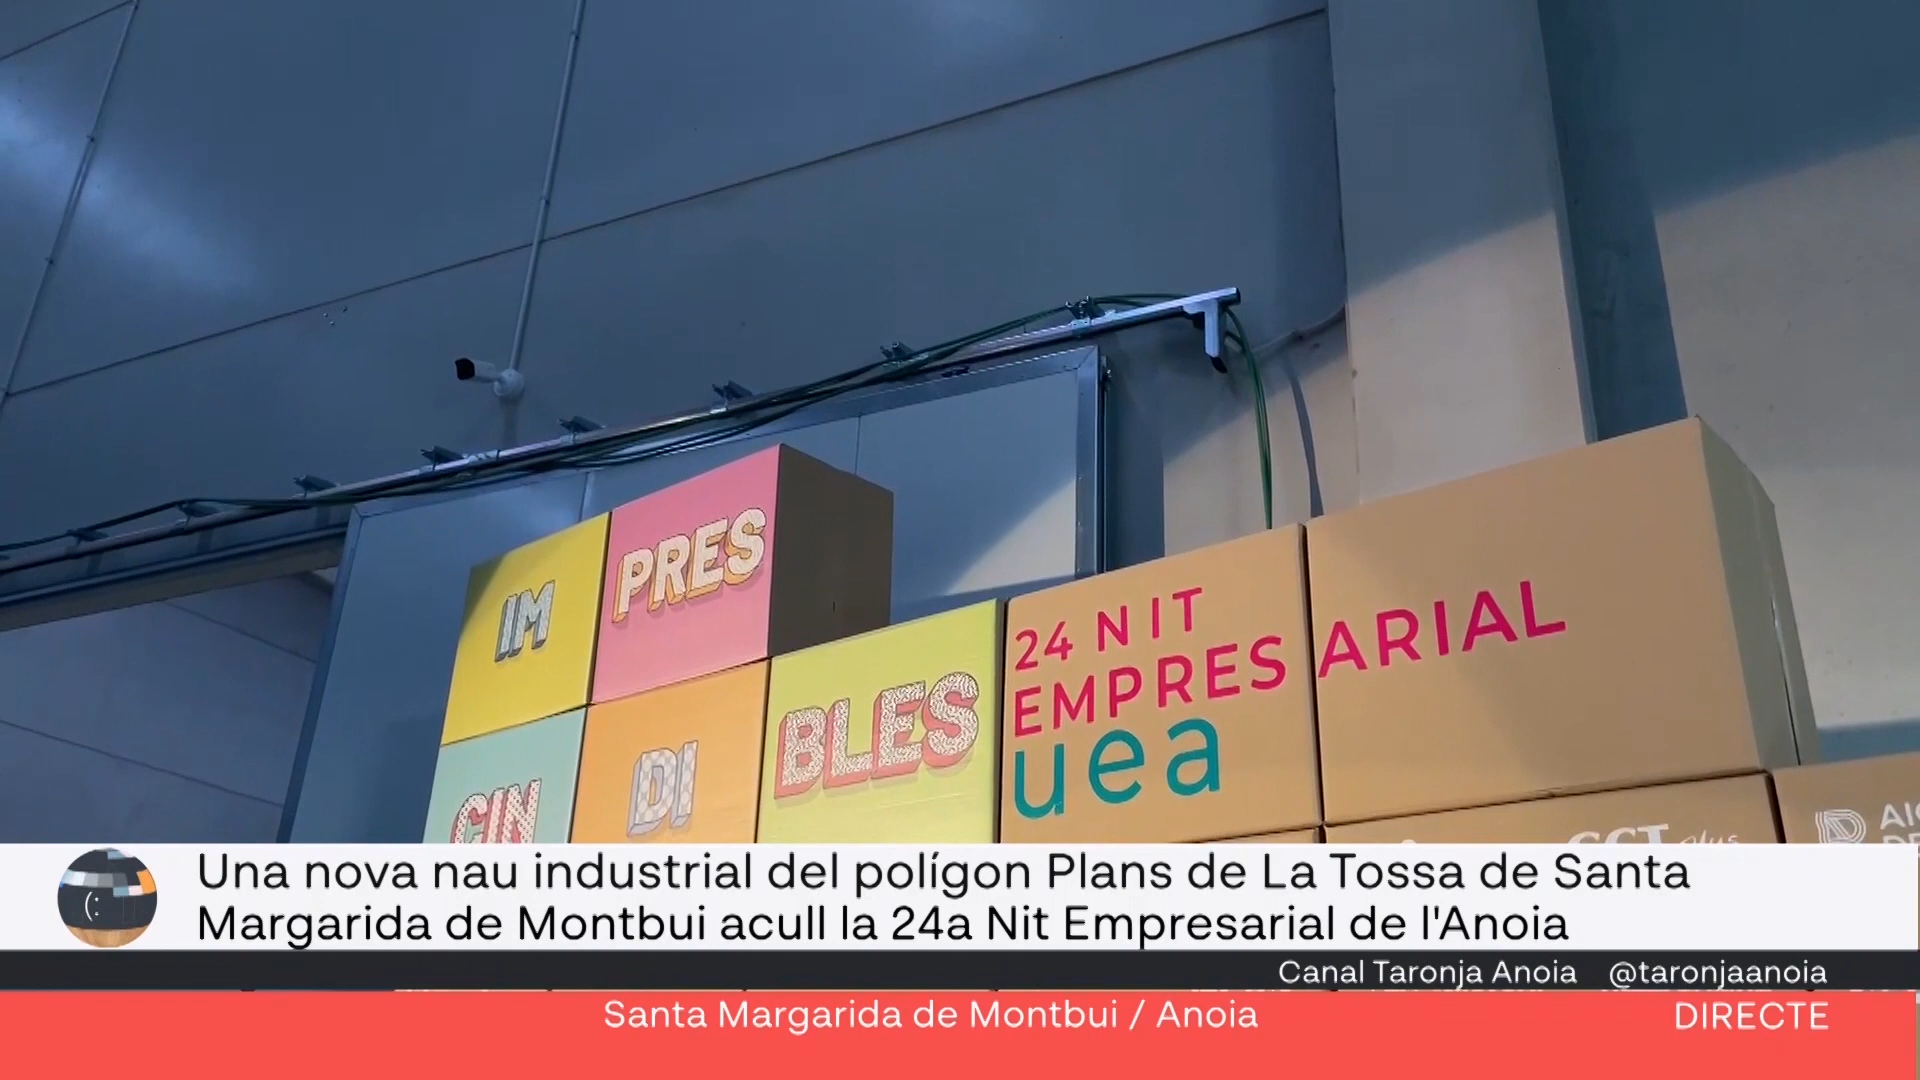 IM
PRES
CIN
DI
BLES
24 NIT
EMPRESARIAL
uea
Una nova nau industrial del polígon Plans de La Tossa de Santa
Margarida de Montbui acull la 24a Nit Empresarial de l'Anoia
Canal Taronja Anoia @taronjaanoia
Santa Margarida de Montbui / Anoia
DIRECTE